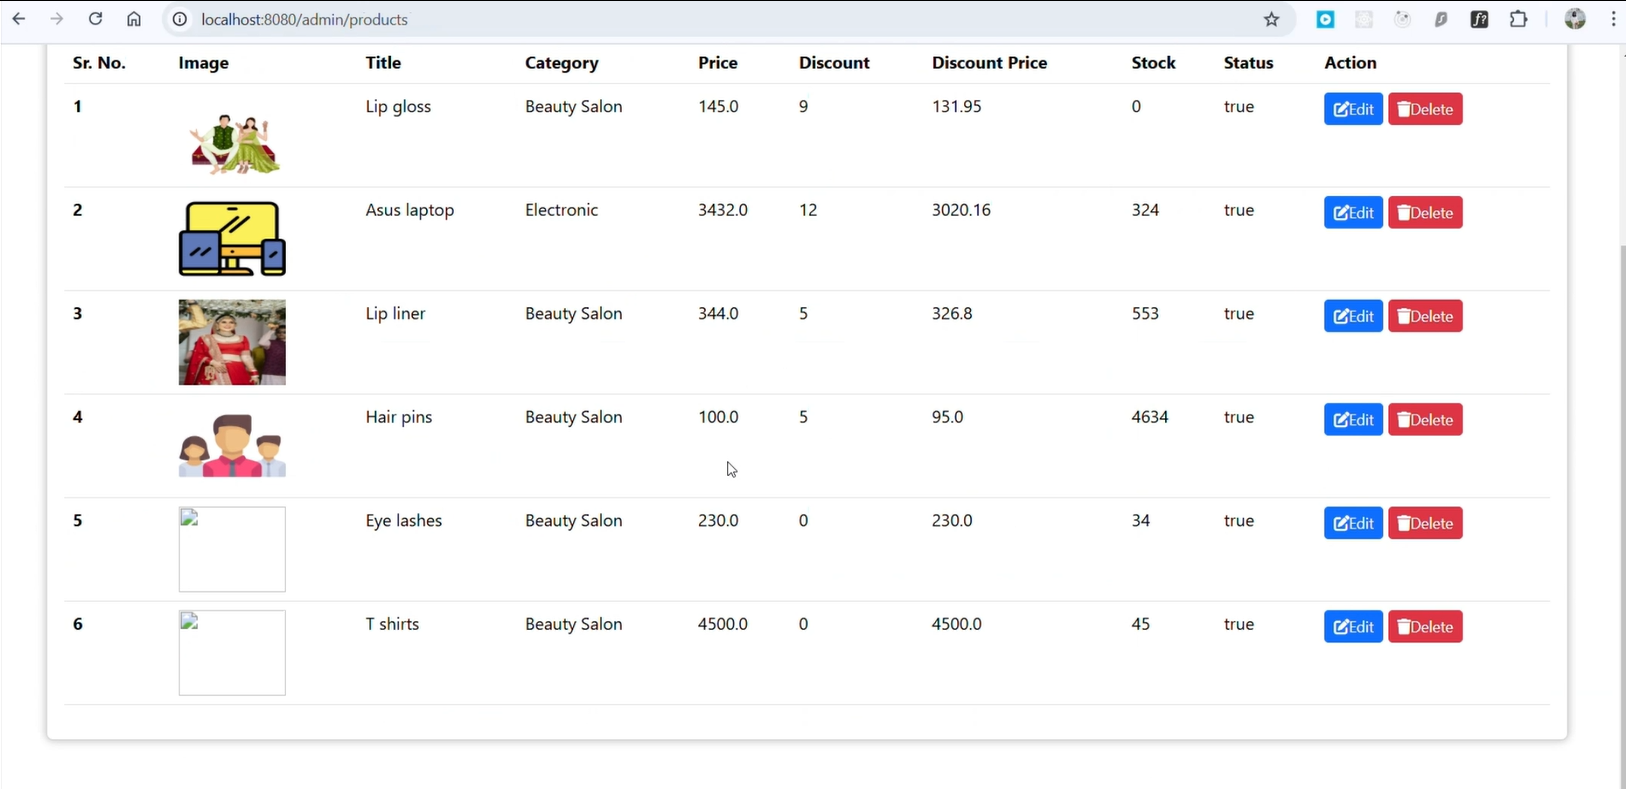 localhost:8080/admin/products
Sr. No. Image Title Category Price Discount Discount Price Stock Status Action
1 Lip gloss Beauty Salon 145.0 9 131.95 0 true Edit Delete
2 Asus laptop Electronic 3432.0 12 3020.16 324 true Edit Delete
3 Lip liner Beauty Salon 344.0 5 326.8 553 true Edit Delete
4 Hair pins Beauty Salon 100.0 5 95.0 4634 true Edit Delete
5 Eye lashes Beauty Salon 230.0 0 230.0 34 true Edit Delete
6 T shirts Beauty Salon 4500.0 0 4500.0 45 true Edit Delete